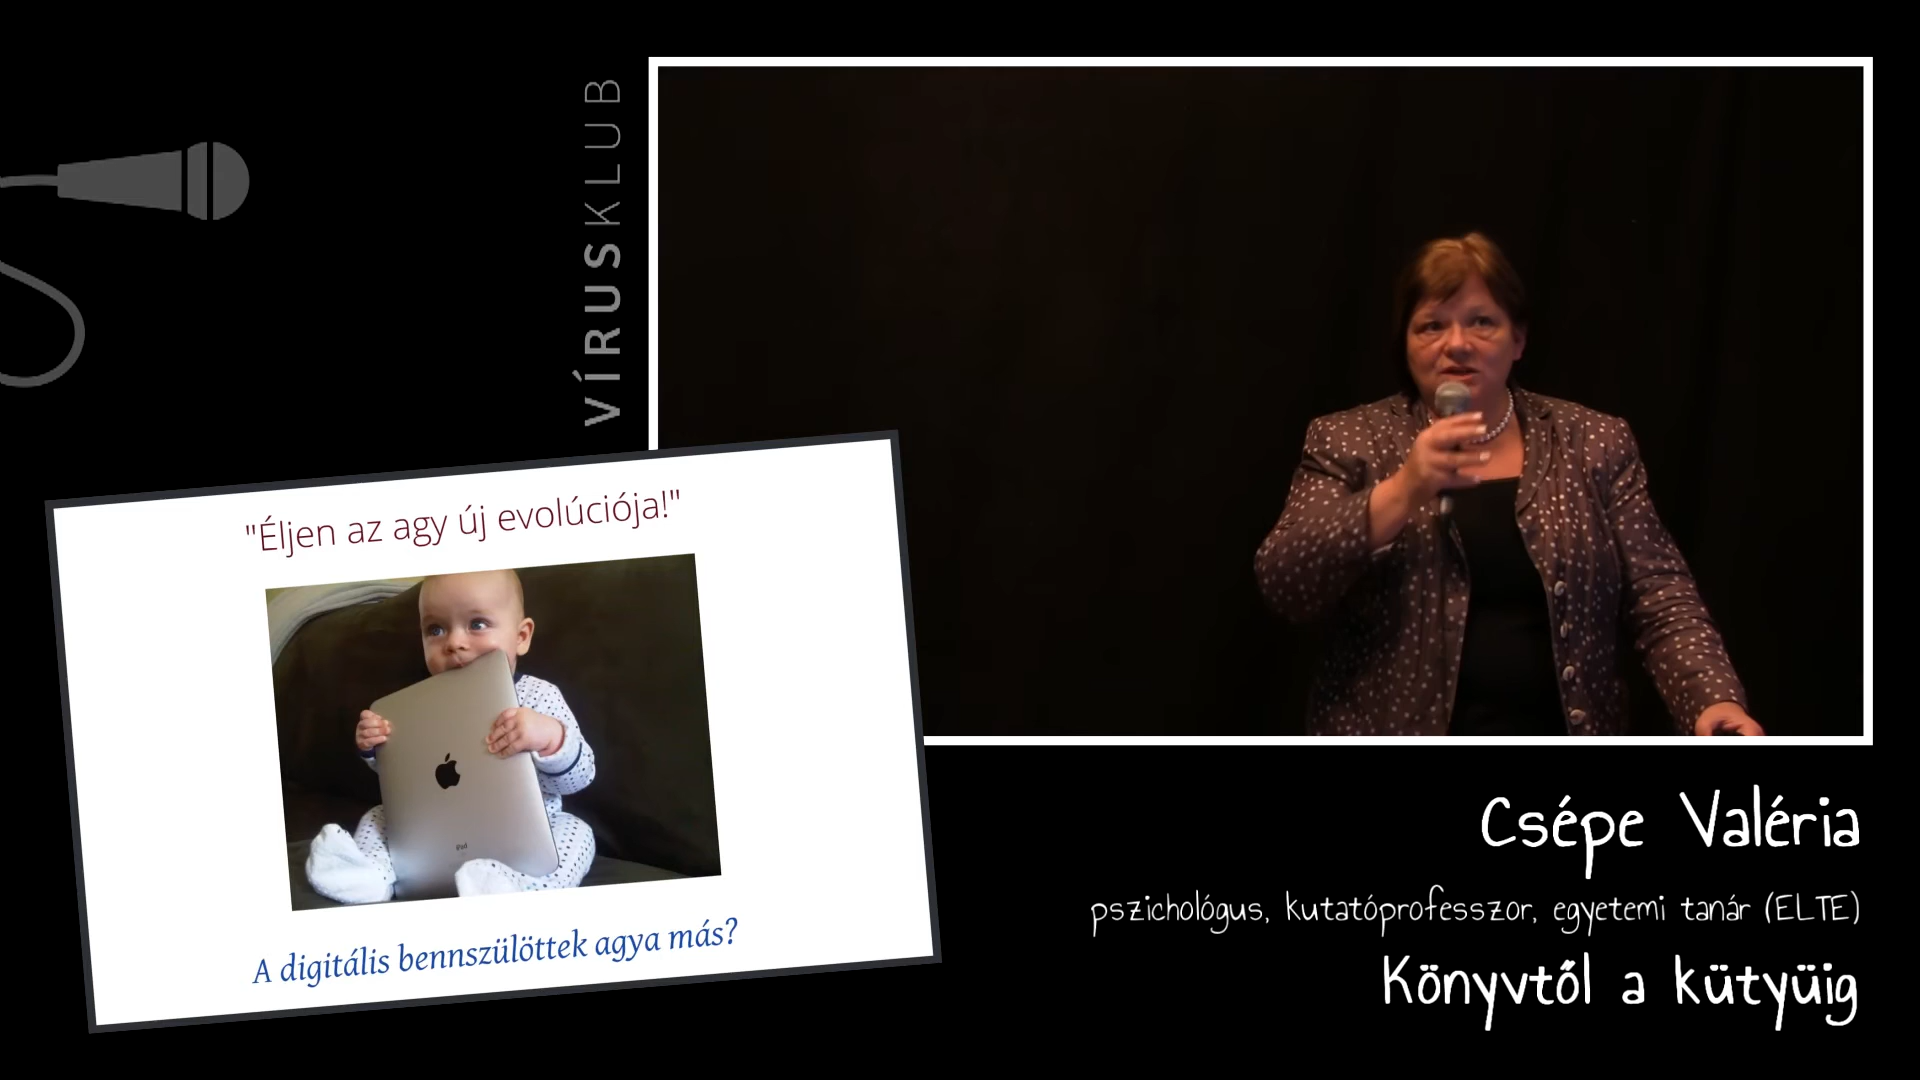 VÍRUSKLUB
"Éljen az agy új evolúciója!"
iPad
A digitális bennszülöttek agya más?
Csépe Valéria
pszichológus, kutatóprofesszor, egyetemi tanár (ELTE)
Könyvtől a kütyüig